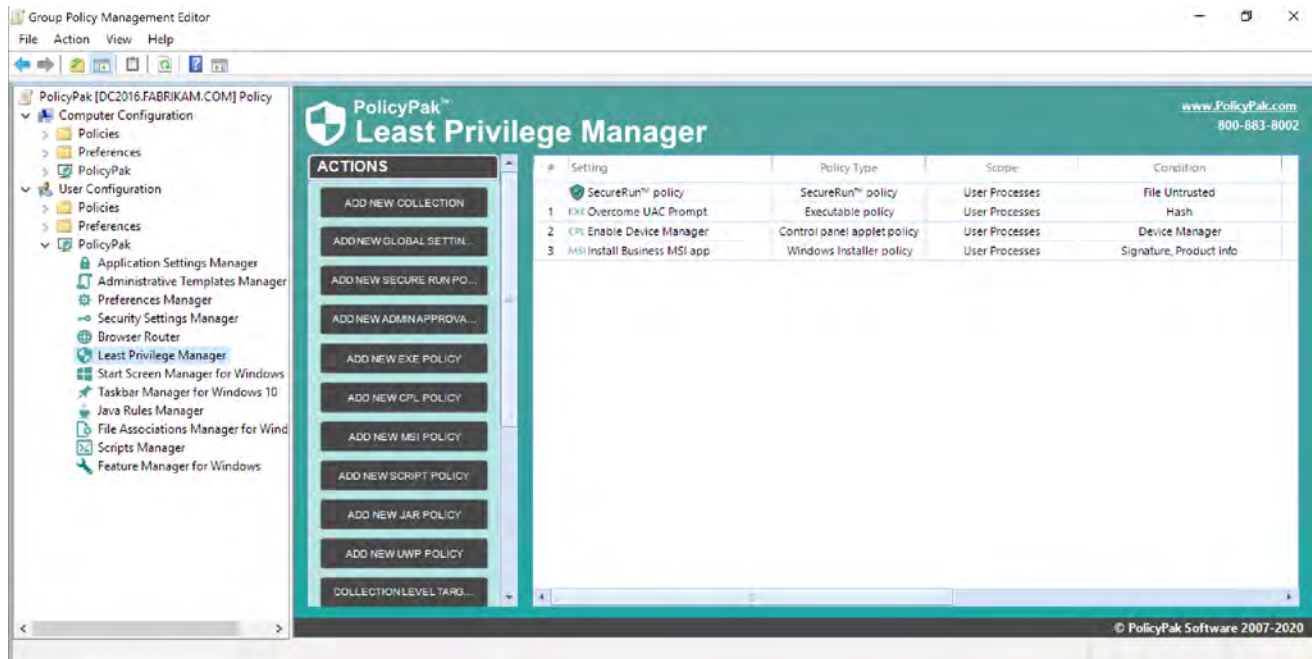 Group Policy Management Editor
File Action View Help
PolicyPak [DC2016.FABRIKAM.COM] Policy
Computer Configuration
Policies
Preferences
PolicyPak
User Configuration
Policies
Preferences
PolicyPak
Application Settings Manager
Administrative Templates Manager
Preferences Manager
Security Settings Manager
Browser Router
Least Privilege Manager
Start Screen Manager for Windows
Taskbar Manager for Windows 10
Java Rules Manager
File Associations Manager for Wind
Scripts Manager
Feature Manager for Windows
PolicyPak™
Least Privilege Manager
www.PolicyPak.com
800-883-8002
ACTIONS
ADD NEW COLLECTION
ADD NEW GLOBAL SETTIN...
ADD NEW SECURE RUN PO...
ADD NEW ADMIN APPROVA...
ADD NEW EXE POLICY
ADD NEW CPL POLICY
ADD NEW MSI POLICY
ADD NEW SCRIPT POLICY
ADD NEW JAR POLICY
ADD NEW UWP POLICY
COLLECTION LEVEL TARG...
# Setting Policy Type Scope Condition
SecureRun™ policy SecureRun™ policy User Processes File Untrusted
1 EXE Overcome UAC Prompt Executable policy User Processes Hash
2 CPL Enable Device Manager Control panel applet policy User Processes Device Manager
3 MSI Install Business MSI app Windows Installer policy User Processes Signature, Product info
© PolicyPak Software 2007-2020